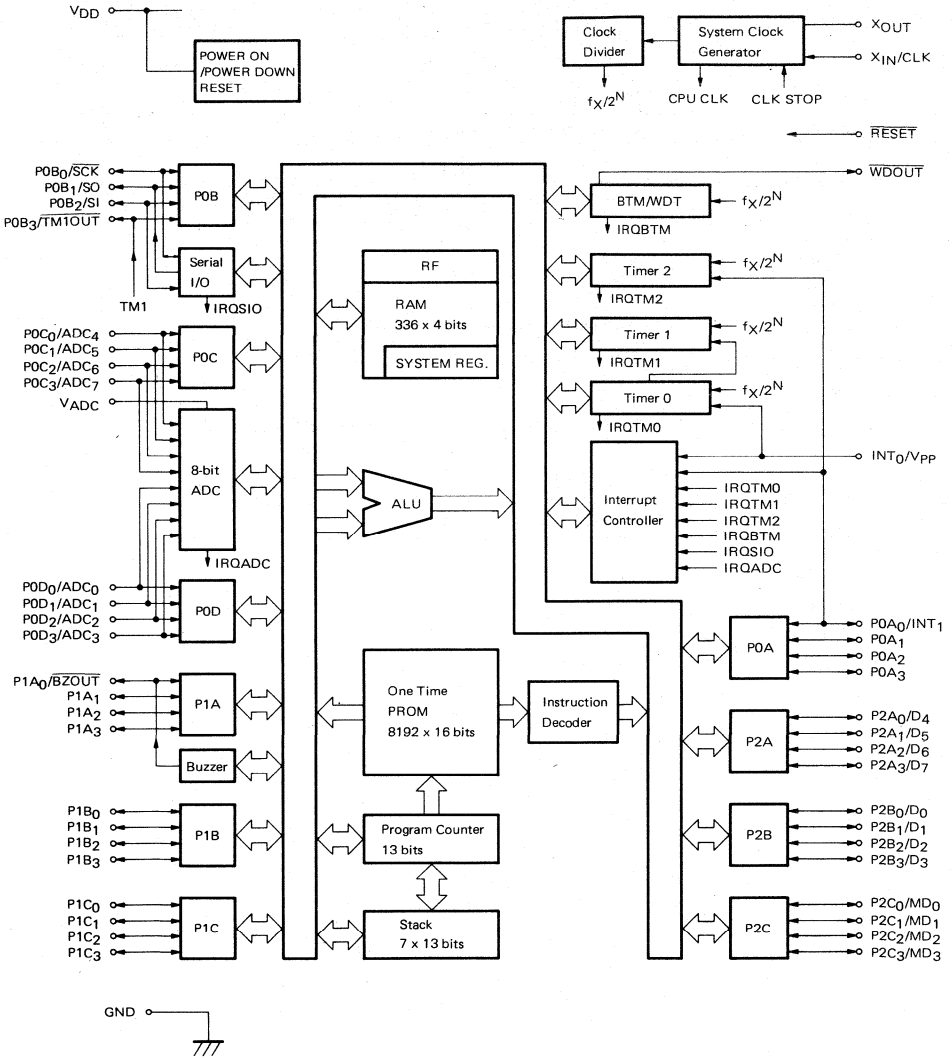 VDD
POWER ON
/POWER DOWN
RESET
Clock
Divider
fX/2^N
System Clock
Generator
CPU CLK
CLK STOP
XOUT
XIN/CLK
RESET
WDOUT
P0B0/SCK
P0B1/SO
P0B2/SI
P0B3/TM1OUT
P0B
Serial
I/O
TM1
IRQSIO
P0C0/ADC4
P0C1/ADC5
P0C2/ADC6
P0C3/ADC7
P0C
VADC
8-bit
ADC
IRQADC
P0D0/ADC0
P0D1/ADC1
P0D2/ADC2
P0D3/ADC3
P0D
P1A0/BZOUT
P1A1
P1A2
P1A3
P1A
Buzzer
P1B0
P1B1
P1B2
P1B3
P1B
P1C0
P1C1
P1C2
P1C3
P1C
GND
RF
RAM
336 x 4 bits
SYSTEM REG.
ALU
One Time
PROM
8192 x 16 bits
Instruction
Decoder
Program Counter
13 bits
Stack
7 x 13 bits
BTM/WDT
fX/2^N
IRQBTM
Timer 2
fX/2^N
IRQTM2
Timer 1
fX/2^N
IRQTM1
Timer 0
fX/2^N
IRQTM0
INT0/VPP
Interrupt
Controller
IRQTM0
IRQTM1
IRQTM2
IRQBTM
IRQSIO
IRQADC
P0A
P0A0/INT1
P0A1
P0A2
P0A3
P2A
P2A0/D4
P2A1/D5
P2A2/D6
P2A3/D7
P2B
P2B0/D0
P2B1/D1
P2B2/D2
P2B3/D3
P2C
P2C0/MD0
P2C1/MD1
P2C2/MD2
P2C3/MD3